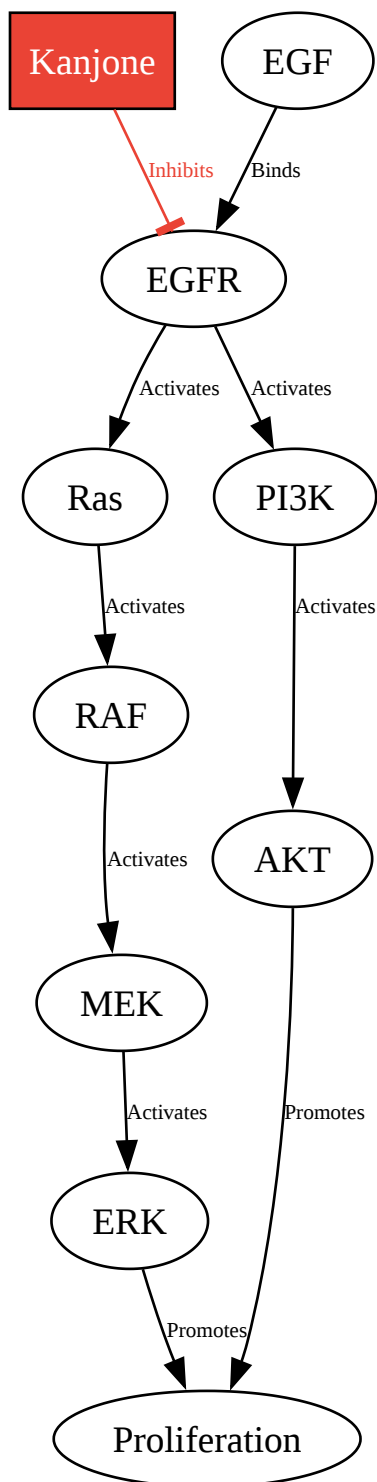 Kanjone
EGF
Inhibits
Binds
EGFR
Activates
Activates
Ras
PI3K
Activates
Activates
RAF
Activates
AKT
MEK
Activates
Promotes
ERK
Promotes
Proliferation